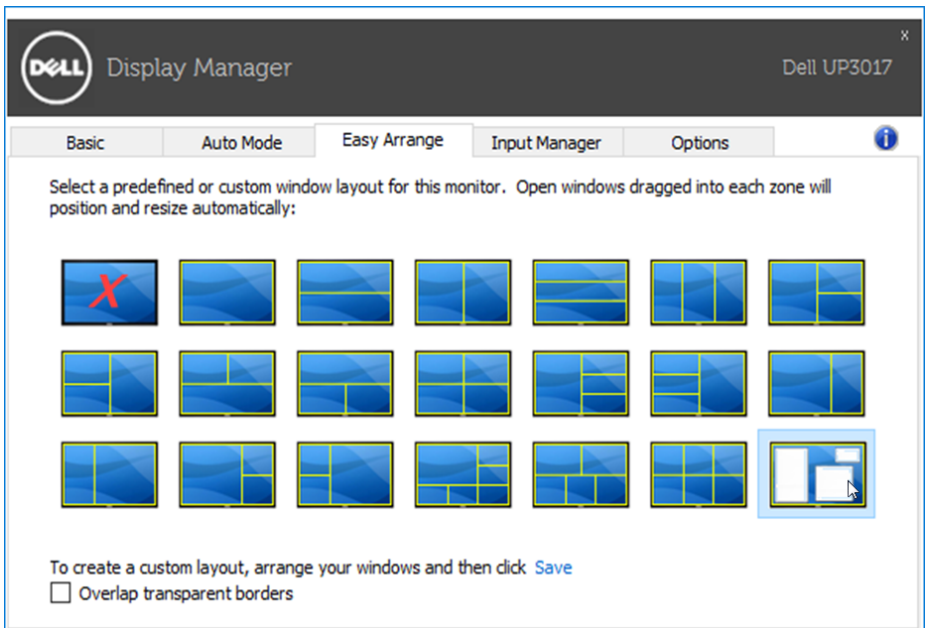 x
DELL Display Manager Dell UP3017
Basic Auto Mode Easy Arrange Input Manager Options i
Select a predefined or custom window layout for this monitor. Open windows dragged into each zone will
position and resize automatically:
X
To create a custom layout, arrange your windows and then click Save
Overlap transparent borders